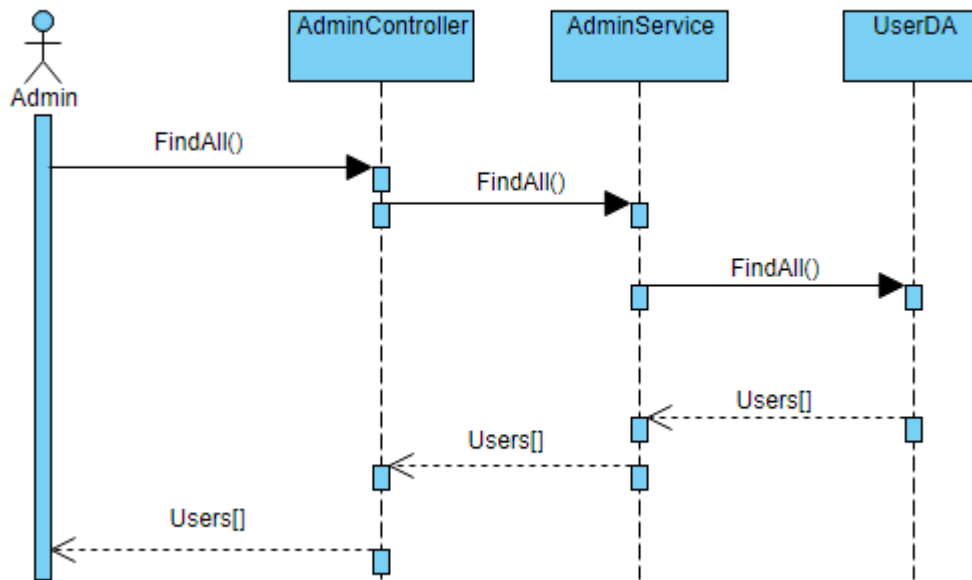 AdminController
AdminService
UserDA
Admin
FindAll()
FindAll()
FindAll()
Users[]
Users[]
Users[]